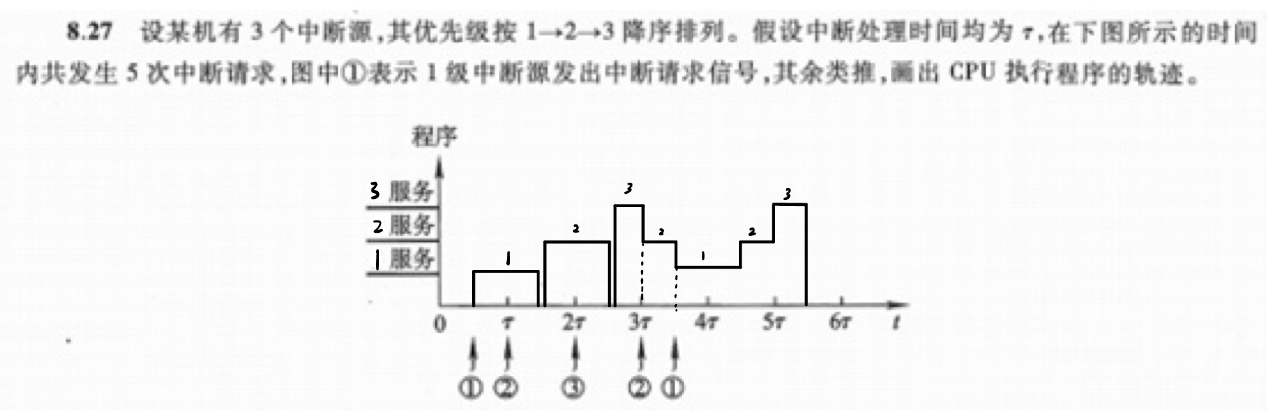 8.27 设某机有 3 个中断源,其优先级按 1→2→3 降序排列。假设中断处理时间均为 τ,在下图所示的时间
内共发生 5 次中断请求,图中①表示 1 级中断源发出中断请求信号,其余类推,画出 CPU 执行程序的轨迹。
程序
3 服务
2 服务
1 服务
1
2
3
2
1
2
3
0 τ 2τ 3τ 4τ 5τ 6τ t
① ② ③ ② ①